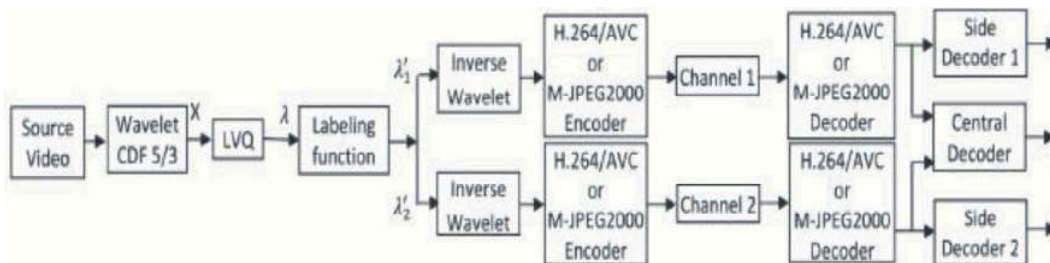 Source
Video
Wavelet
CDF 5/3
X
LVQ
λ
Labeling
function
λ′₁
Inverse
Wavelet
H.264/AVC
or
M-JPEG2000
Encoder
Channel 1
H.264/AVC
or
M-JPEG2000
Decoder
Side
Decoder 1
Central
Decoder
λ′₂
Inverse
Wavelet
H.264/AVC
or
M-JPEG2000
Encoder
Channel 2
H.264/AVC
or
M-JPEG2000
Decoder
Side
Decoder 2